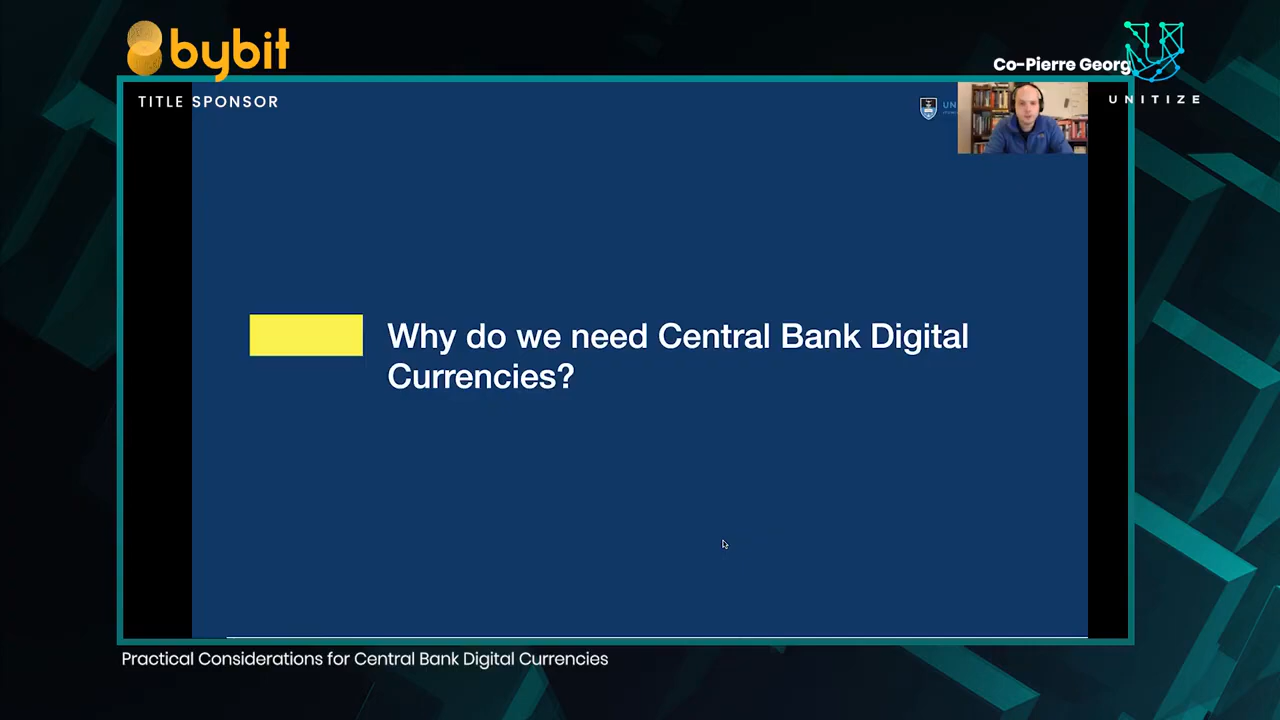 bybit
TITLE SPONSOR
Co-Pierre Georg
UNITIZE
Why do we need Central Bank Digital
Currencies?
Practical Considerations for Central Bank Digital Currencies